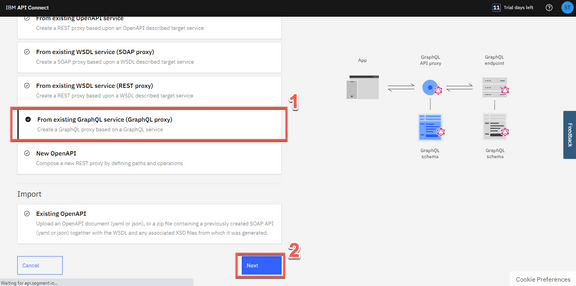 IBM API Connect
11 Trial days left
ST
From existing OpenAPI service
Create a REST proxy based upon an OpenAPI described target service
From existing WSDL service (SOAP proxy)
Create a SOAP proxy based upon a WSDL described target service
From existing WSDL service (REST proxy)
Create a REST proxy based upon a WSDL described target service
1
From existing GraphQL service (GraphQL proxy)
Create a GraphQL proxy based on a GraphQL service
New OpenAPI
Compose a new REST proxy by defining paths and operations
Import
Existing OpenAPI
Upload an OpenAPI document (yaml or json), or a zip file containing a previously created SOAP API
(yaml or json) together with the WSDL and any associated XSD files from which it was generated.
2
Cancel
Next
Waiting for api.segment.io...
App
GraphQL
API proxy
GraphQL
endpoint
GraphQL
schema
GraphQL
schema
Feedback
Cookie Preferences